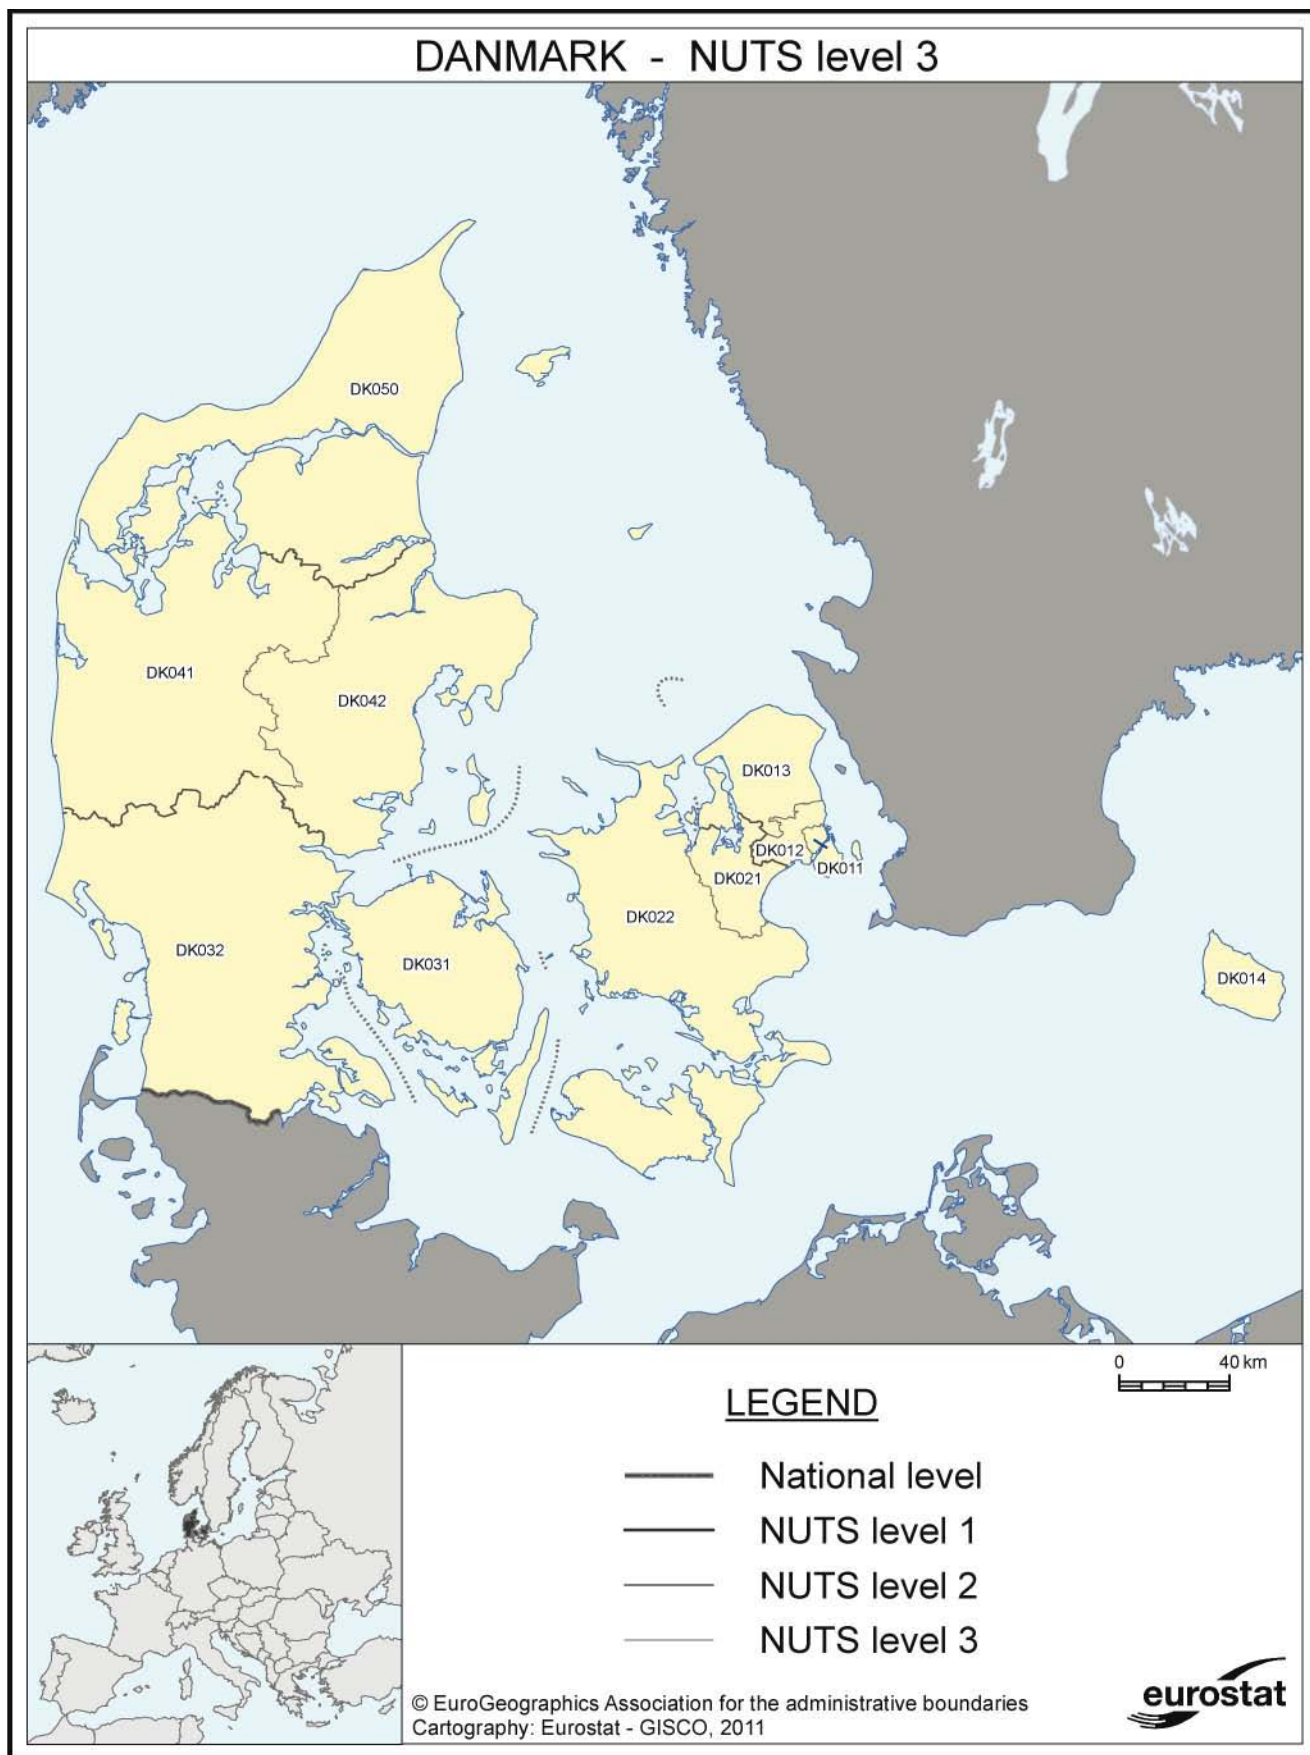 DANMARK - NUTS level 3
DK050
DK041
DK042
DK013
DK012
DK011
DK021
DK022
DK032
DK031
DK014
0 40 km
LEGEND
National level
NUTS level 1
NUTS level 2
NUTS level 3
© EuroGeographics Association for the administrative boundaries
Cartography: Eurostat - GISCO, 2011
eurostat